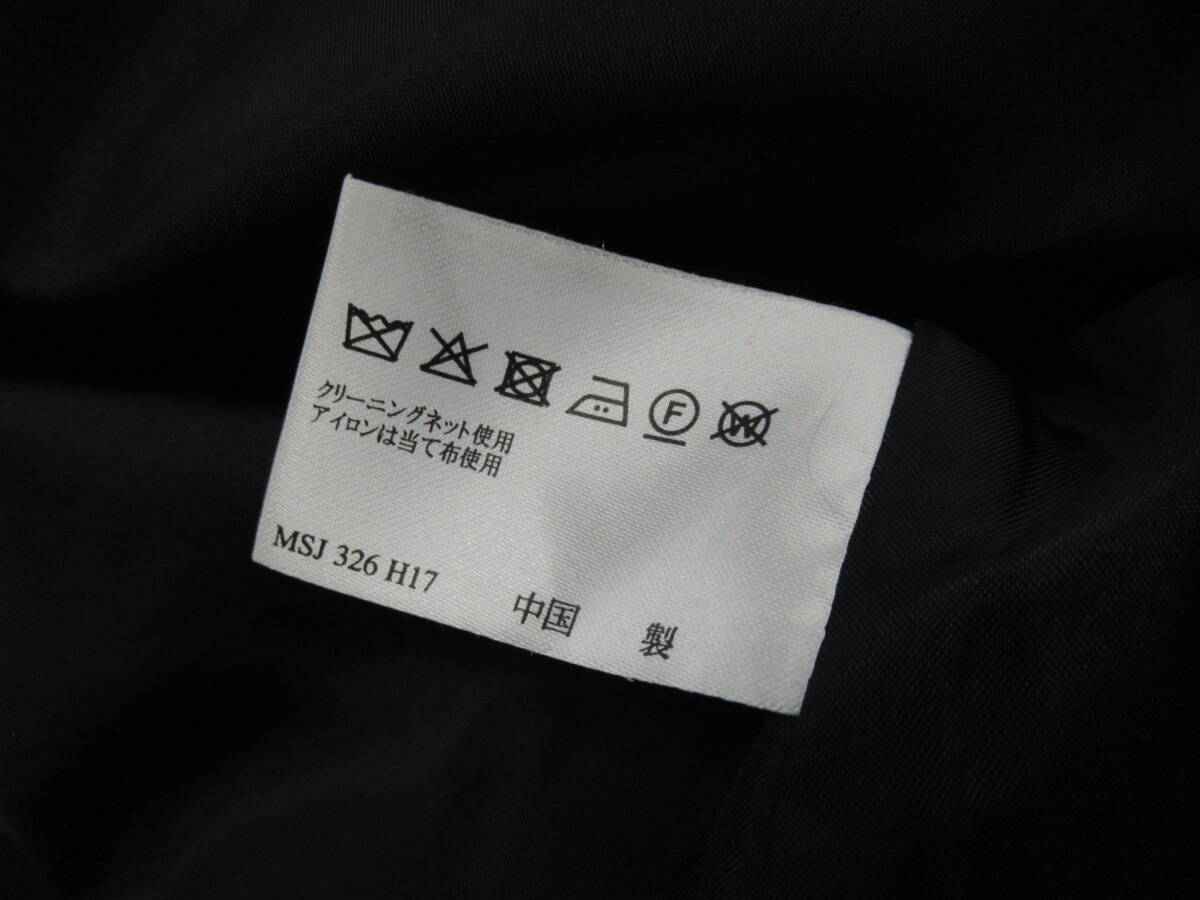 F W
クリーニングネット使用
アイロンは当て布使用
MSJ 326 H17
中国 製